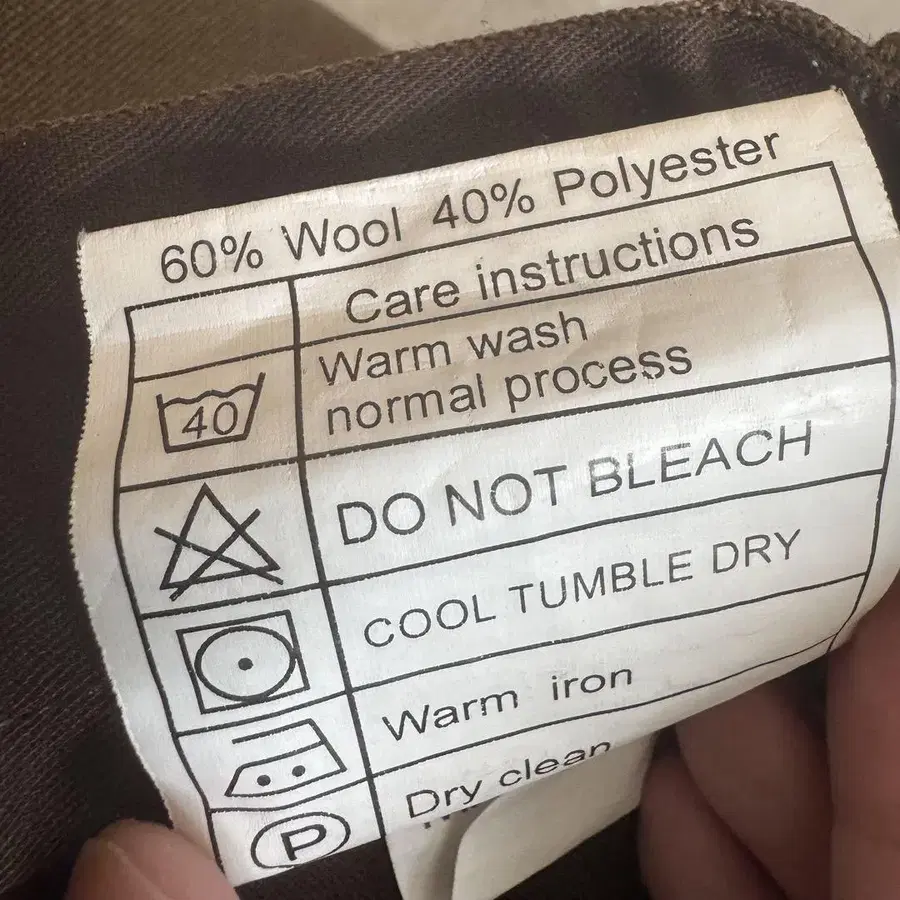 60% Wool 40% Polyester
Care instructions
40
Warm wash
normal process
DO NOT BLEACH
COOL TUMBLE DRY
Warm iron
P
Dry clean